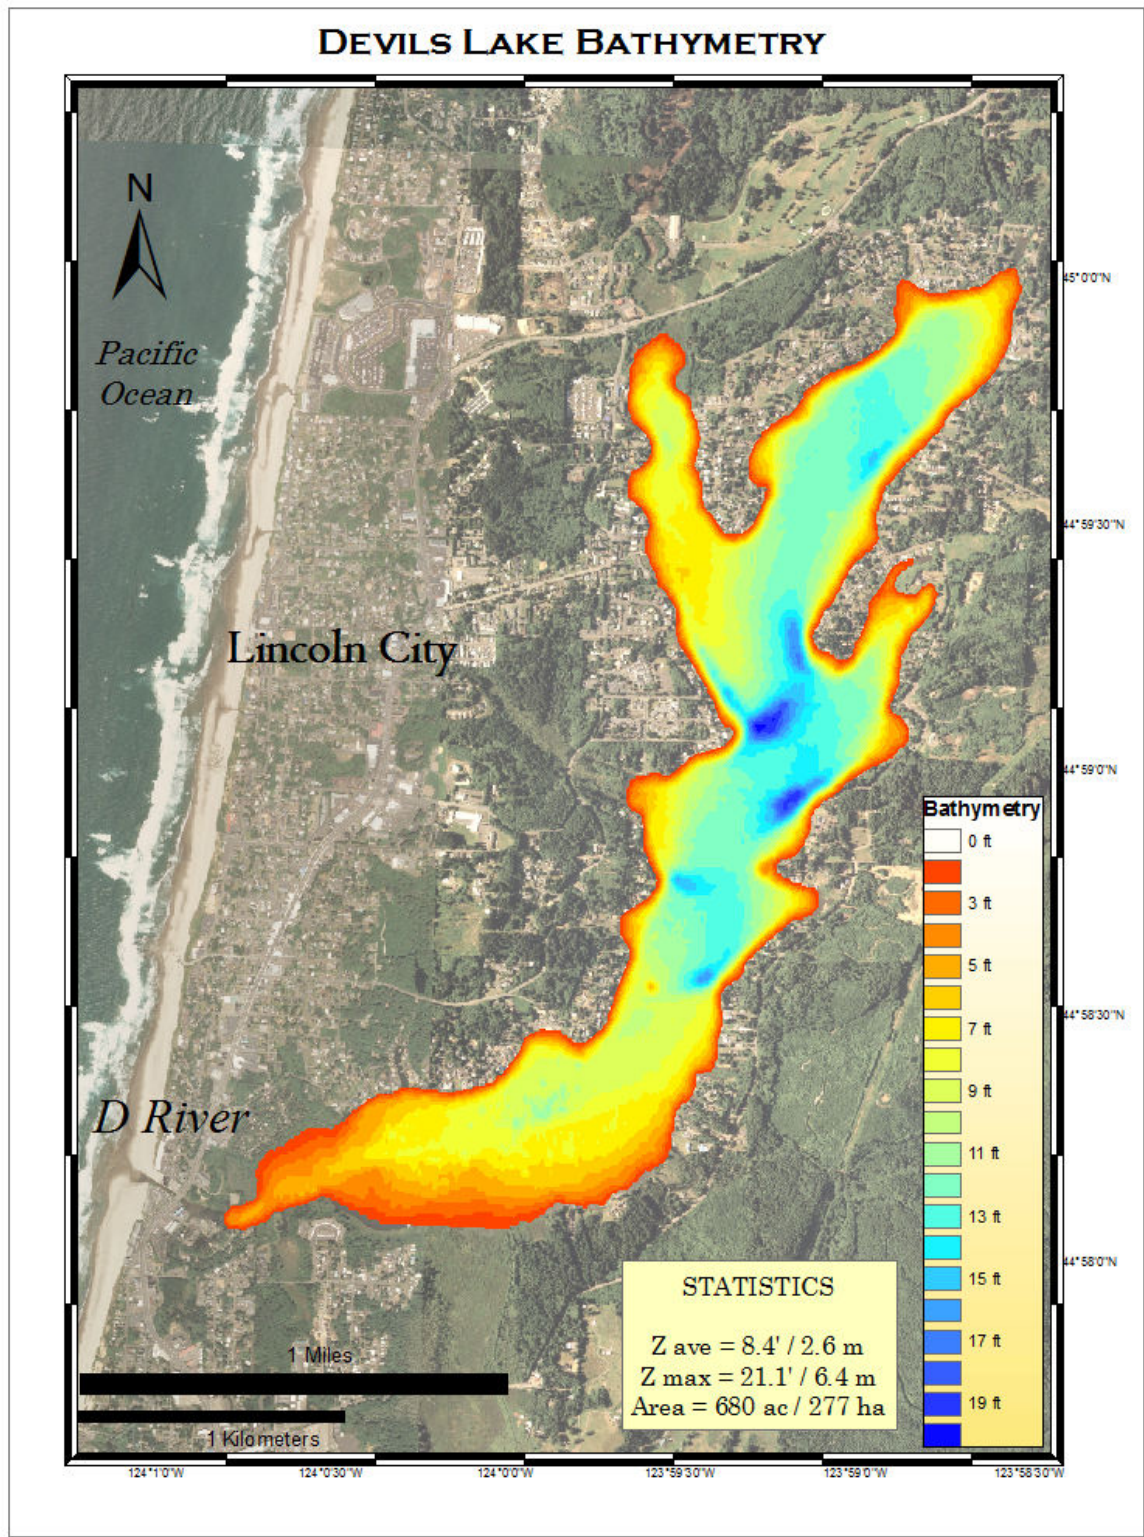 DEVILS LAKE BATHYMETRY
N
Pacific
Ocean
45°0'0"N
44°59'30"N
Lincoln City
44°59'0"N
Bathymetry
0 ft
3 ft
5 ft
7 ft
9 ft
11 ft
13 ft
15 ft
17 ft
19 ft
44°58'30"N
D River
44°58'0"N
STATISTICS
Z ave = 8.4' / 2.6 m
Z max = 21.1' / 6.4 m
Area = 680 ac / 277 ha
1 Miles
1 Kilometers
124°1'0"W 124°0'30"W 124°0'0"W 123°59'30"W 123°59'0"W 123°58'30"W